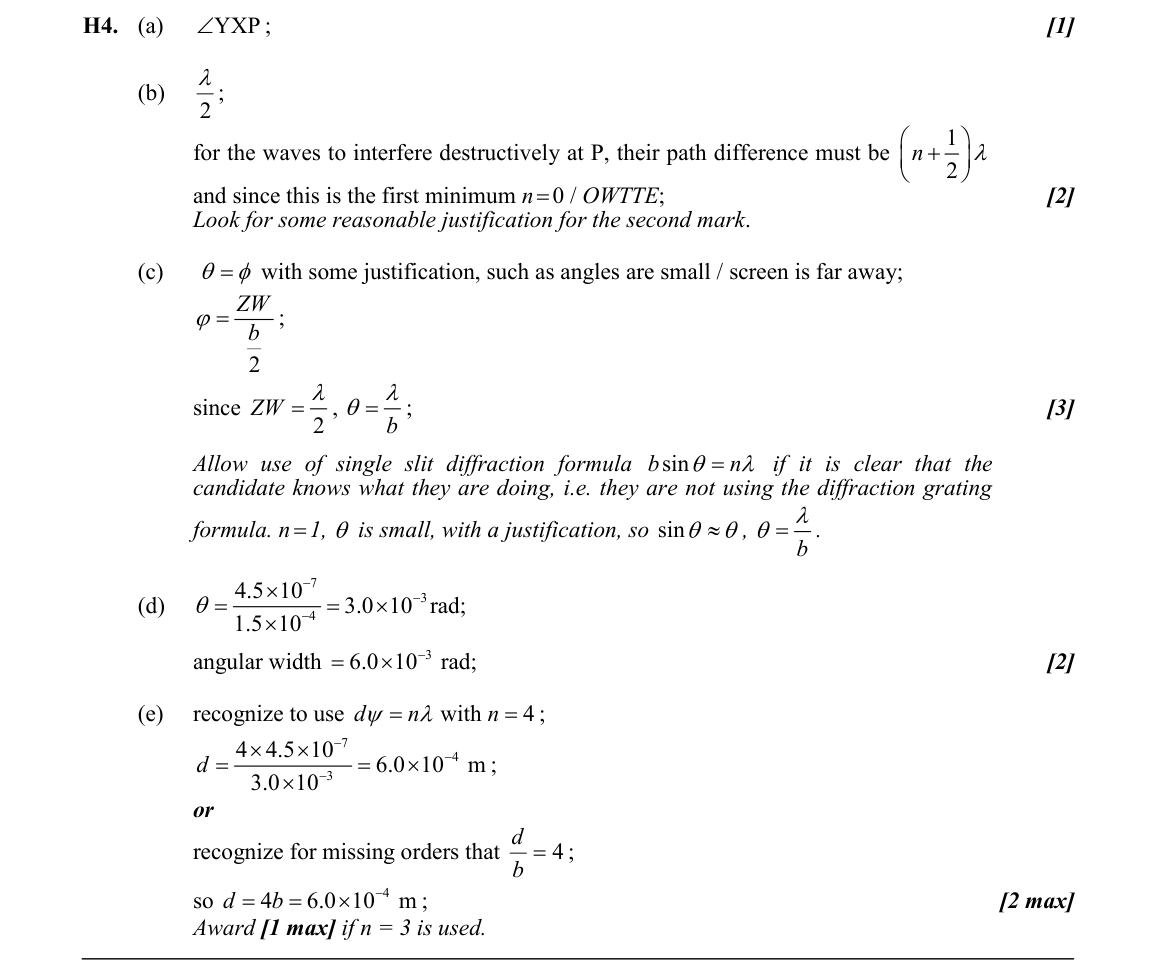 H4. (a) ∠YXP ; [1]
(b) λ/2 ;
for the waves to interfere destructively at P, their path difference must be (n + 1/2)λ
and since this is the first minimum n = 0 / OWTTE; [2]
Look for some reasonable justification for the second mark.
(c) θ = ϕ with some justification, such as angles are small / screen is far away;
φ = ZW/(b/2) ;
since ZW = λ/2 , θ = λ/b ; [3]
Allow use of single slit diffraction formula b sin θ = nλ if it is clear that the
candidate knows what they are doing, i.e. they are not using the diffraction grating
formula. n = 1, θ is small, with a justification, so sin θ ≈ θ , θ = λ/b .
(d) θ = 4.5×10⁻⁷/1.5×10⁻⁴ = 3.0×10⁻³ rad;
angular width = 6.0×10⁻³ rad; [2]
(e) recognize to use dψ = nλ with n = 4 ;
d = 4×4.5×10⁻⁷/3.0×10⁻³ = 6.0×10⁻⁴ m ;
or
recognize for missing orders that d/b = 4 ;
so d = 4b = 6.0×10⁻⁴ m ; [2 max]
Award [1 max] if n = 3 is used.